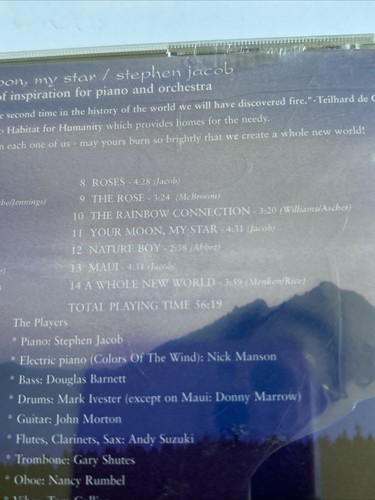 oon, my star / stephen jacob
of inspiration for piano and orchestra
e second time in the history of the world we will have discovered fire."-Teilhard de C
o Habitat for Humanity which provides homes for the needy.
n each one of us - may yours burn so brightly that we create a whole new world!
8 ROSES - 4:28 (Jacob)
/Jennings)
9 THE ROSE - 3:24 (McBroom)
10 THE RAINBOW CONNECTION - 3:20 (Williams/Ascher)
11 YOUR MOON, MY STAR - 4:31 (Jacob)
12 NATURE BOY - 2:58 (Ahbez)
13 MAUI - 4:11 (Jacob)
14 A WHOLE NEW WORLD - 3:59 (Menken/Rice)
TOTAL PLAYING TIME 56:19
The Players
* Piano: Stephen Jacob
* Electric piano (Colors Of The Wind): Nick Manson
* Bass: Douglas Barnett
* Drums: Mark Ivester (except on Maui: Donny Marrow)
* Guitar: John Morton
* Flutes, Clarinets, Sax: Andy Suzuki
* Trombone: Gary Shutes
* Oboe: Nancy Rumbel